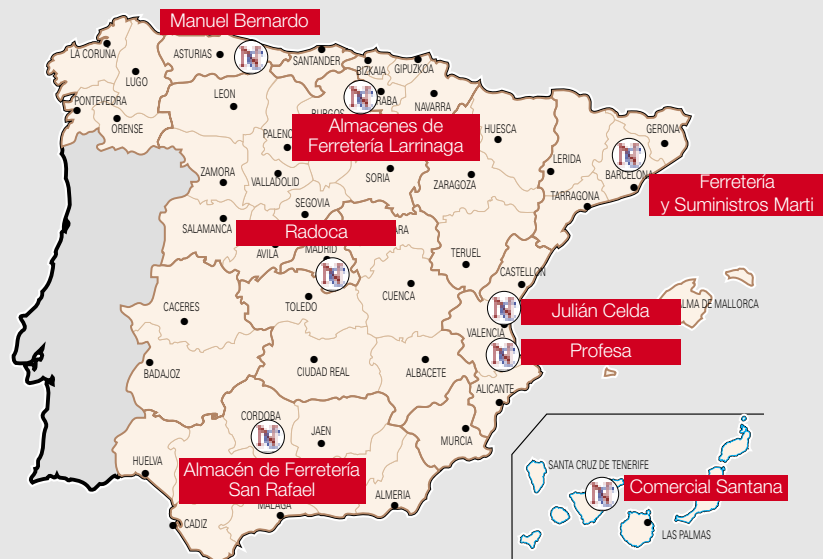 Manuel Bernardo
LA CORUNA
ASTURIAS
SANTANDER
BIZKAIA
GIPUZKOA
LUGO
PONTEVEDRA
ORENSE
LEON
NAVARRA
HUESCA
GERONA
Almacenes de
Ferretería Larrinaga
LERIDA
BARCELONA
ZAMORA
VALLADOLID
SORIA
ZARAGOZA
TARRAGONA
Ferretería
y Suministros Marti
SEGOVIA
SALAMANCA
Radoca
AVILA
MADRID
TERUEL
CASTELLON
CACERES
TOLEDO
CUENCA
Julián Celda
VALENCIA
Profesa
BADAJOZ
CIUDAD REAL
ALBACETE
ALICANTE
CORDOBA
JAEN
MURCIA
HUELVA
Almacén de Ferretería
San Rafael
ALMERIA
MALAGA
CADIZ
SANTA CRUZ DE TENERIFE
Comercial Santana
LAS PALMAS